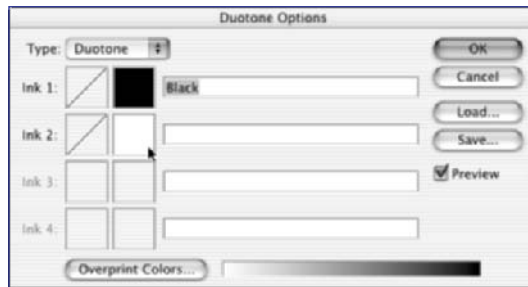 Duotone Options
Type: Duotone
OK
Ink 1: Black
Cancel
Load...
Ink 2:
Save...
Preview
Ink 3:
Ink 4:
Overprint Colors...